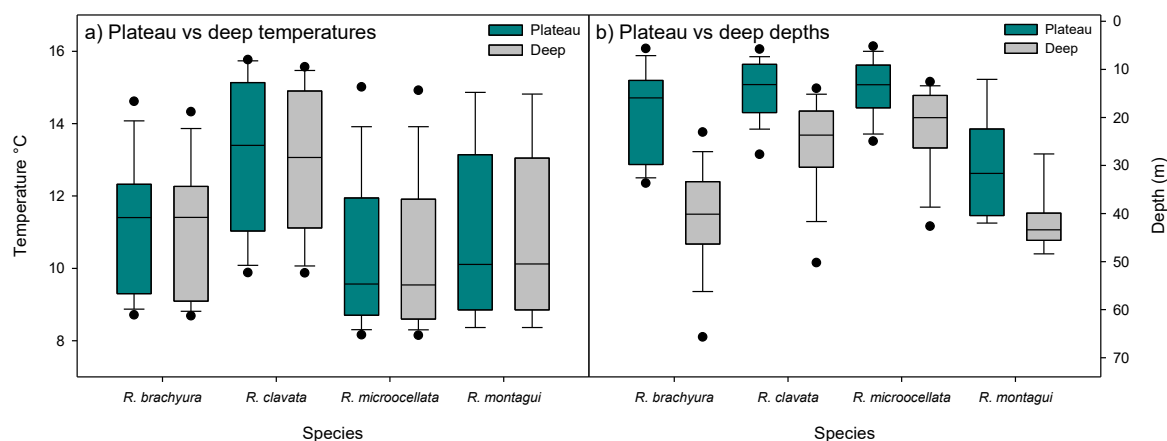 a) Plateau vs deep temperatures
Plateau
Deep
Temperature °C
16
14
12
10
8
R. brachyura
R. clavata
R. microocellata
R. montagui
Species
b) Plateau vs deep depths
Plateau
Deep
0
10
20
30
40
50
60
70
Depth (m)
R. brachyura
R. clavata
R. microocellata
R. montagui
Species